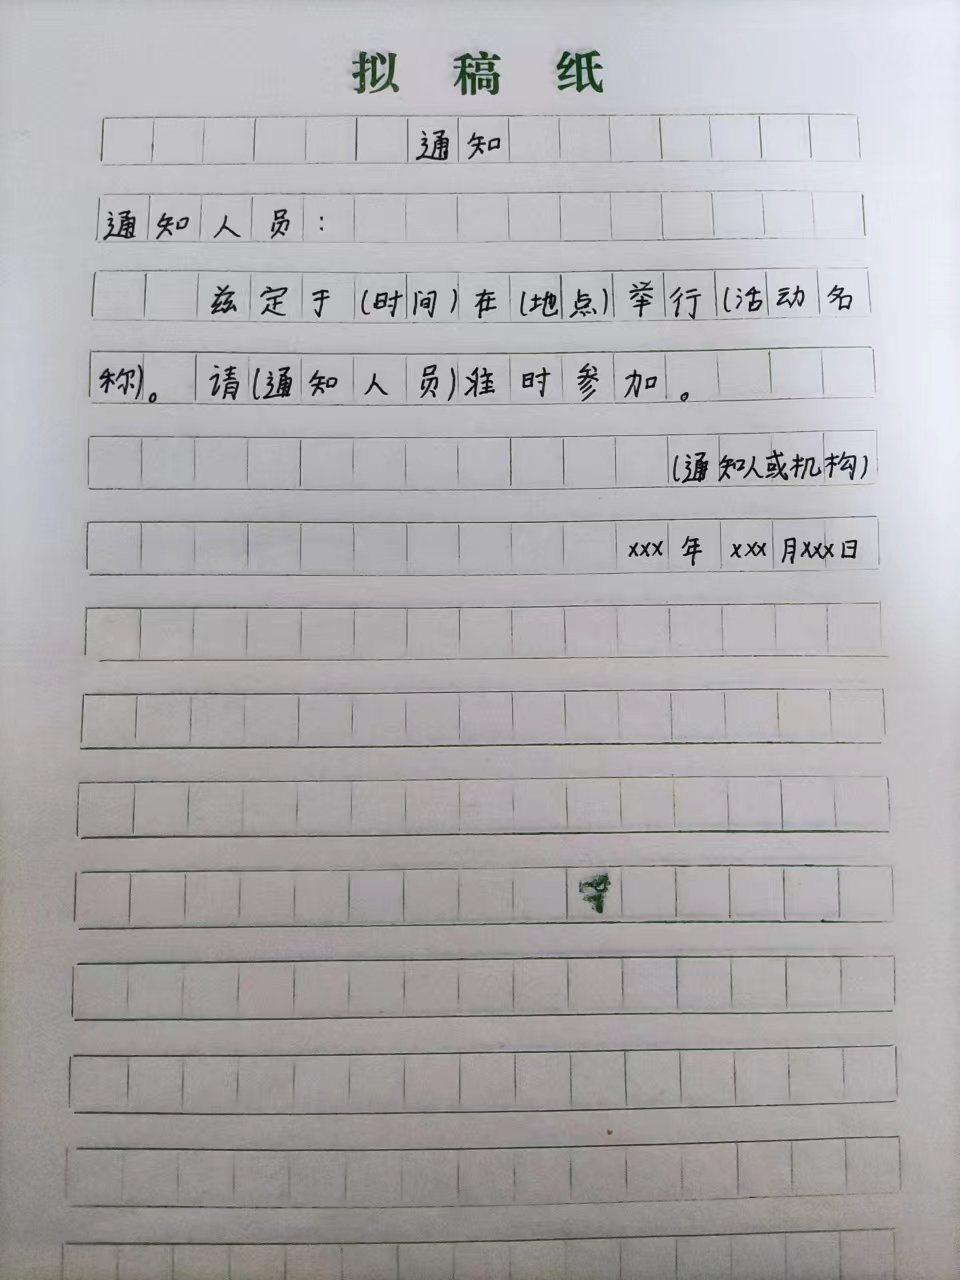 拟稿纸
通知
通知人员：
兹定于(时间)在(地点)举行(活动名
称)。请(通知人员)准时参加。
(通知人或机构)
xxx年xxx月xxx日